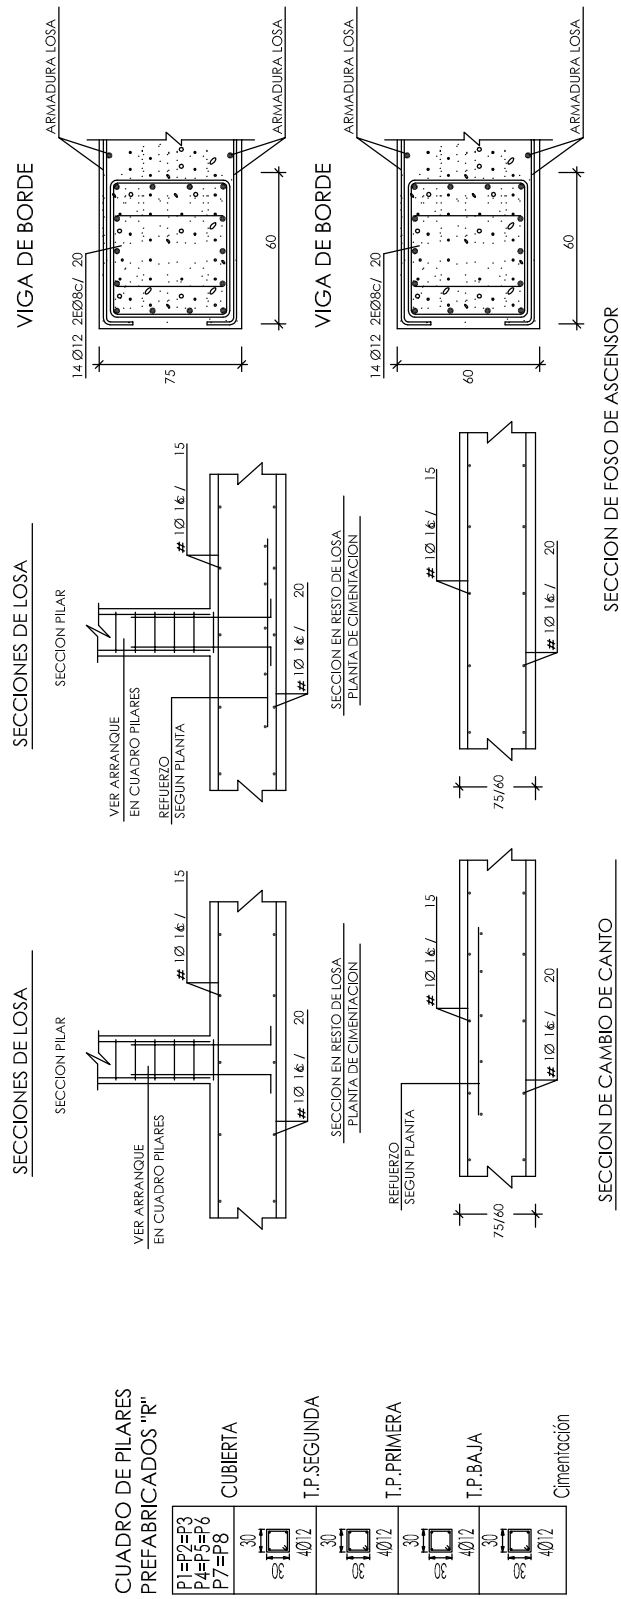 CUADRO DE PILARES
PREFABRICADOS "R"
P1=P2=P3
P4=P5=P6
P7=P8
CUBIERTA
30
30
4Ø12
T.P.SEGUNDA
30
30
4Ø12
T.P.PRIMERA
30
30
4Ø12
T.P.BAJA
30
30
4Ø12
Cimentación
SECCIONES DE LOSA
SECCION PILAR
VER ARRANQUE
EN CUADRO PILARES
# 1Ø 16c/ 15
# 1Ø 16c/ 20
SECCION EN RESTO DE LOSA
PLANTA DE CIMENTACION
REFUERZO
SEGUN PLANTA
# 1Ø 16c/ 15
75/60
# 1Ø 16c/ 20
SECCION DE CAMBIO DE CANTO
SECCIONES DE LOSA
SECCION PILAR
VER ARRANQUE
EN CUADRO PILARES
REFUERZO
SEGUN PLANTA
# 1Ø 16c/ 15
# 1Ø 16c/ 20
SECCION EN RESTO DE LOSA
PLANTA DE CIMENTACION
# 1Ø 16c/ 15
75/60
# 1Ø 16c/ 20
SECCION DE FOSO DE ASCENSOR
VIGA DE BORDE
ARMADURA LOSA
14 Ø12 2EØ8c/ 20
75
60
ARMADURA LOSA
VIGA DE BORDE
ARMADURA LOSA
14 Ø12 2EØ8c/ 20
60
60
ARMADURA LOSA